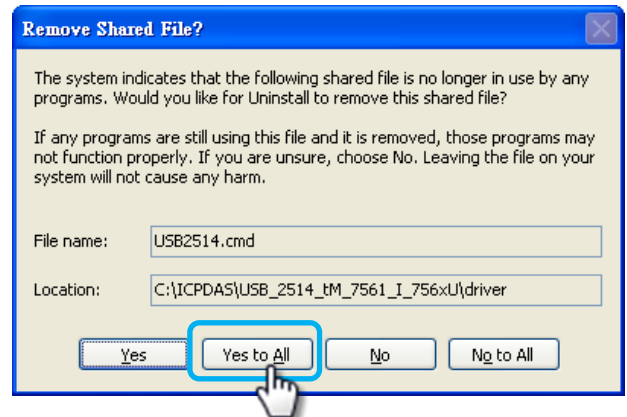 Remove Shared File?
The system indicates that the following shared file is no longer in use by any
programs. Would you like for Uninstall to remove this shared file?
If any programs are still using this file and it is removed, those programs may
not function properly. If you are unsure, choose No. Leaving the file on your
system will not cause any harm.
File name: USB2514.cmd
Location: C:\ICPDAS\USB_2514_tM_7561_I_756xU\driver
Yes Yes to All No No to All